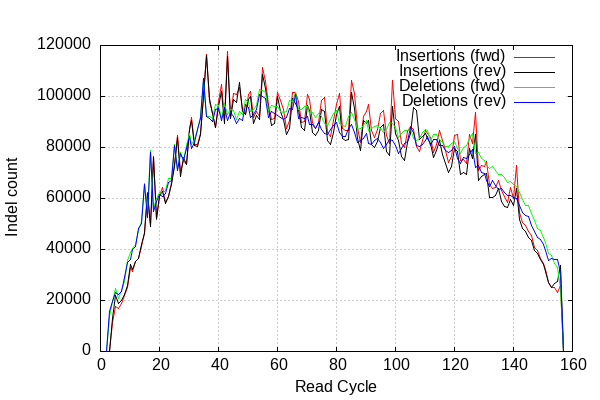 120000
100000
80000
60000
40000
20000
0
Indel count
Insertions (fwd)
Insertions (rev)
Deletions (fwd)
Deletions (rev)
0 20 40 60 80 100 120 140 160
Read Cycle